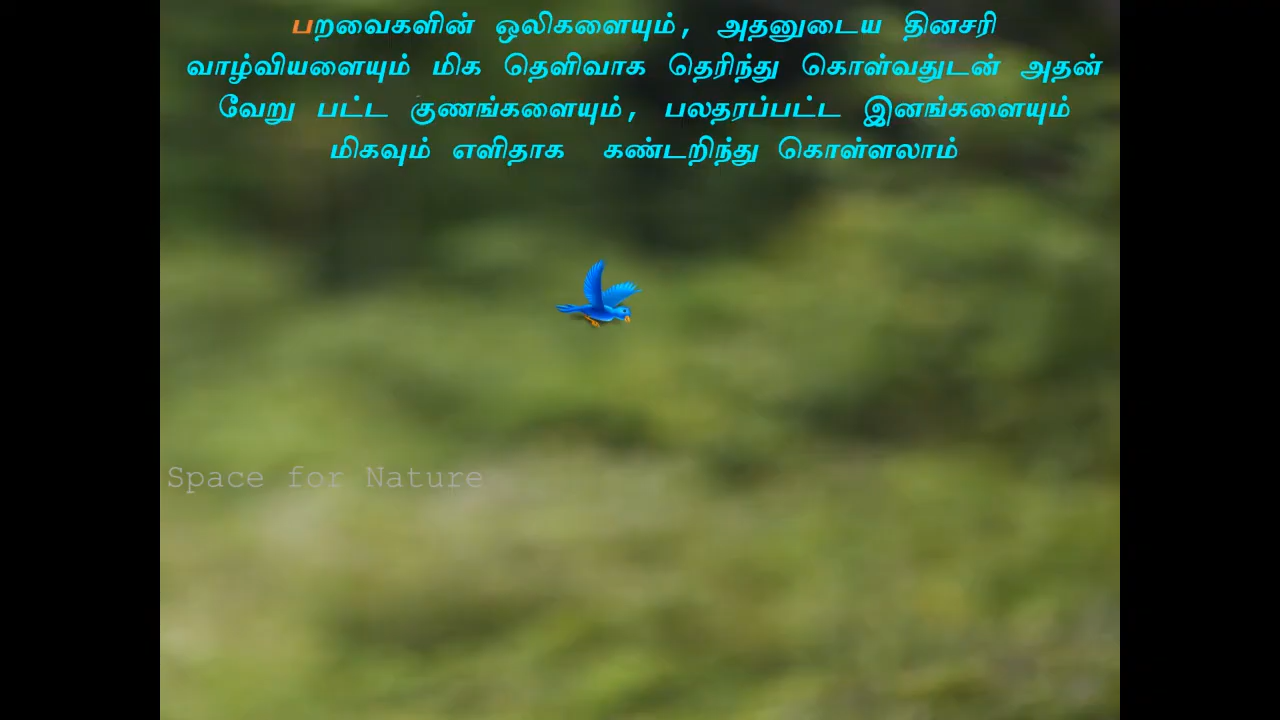 பறவைகளின் ஒலிகளையும், அதனுடைய தினசரி
வாழ்வியளையும் மிக தெளிவாக தெரிந்து கொள்வதுடன் அதன்
வேறு பட்ட குணங்களையும், பலதரப்பட்ட இனங்களையும்
மிகவும் எளிதாக கண்டறிந்து கொள்ளலாம்
Space for Nature